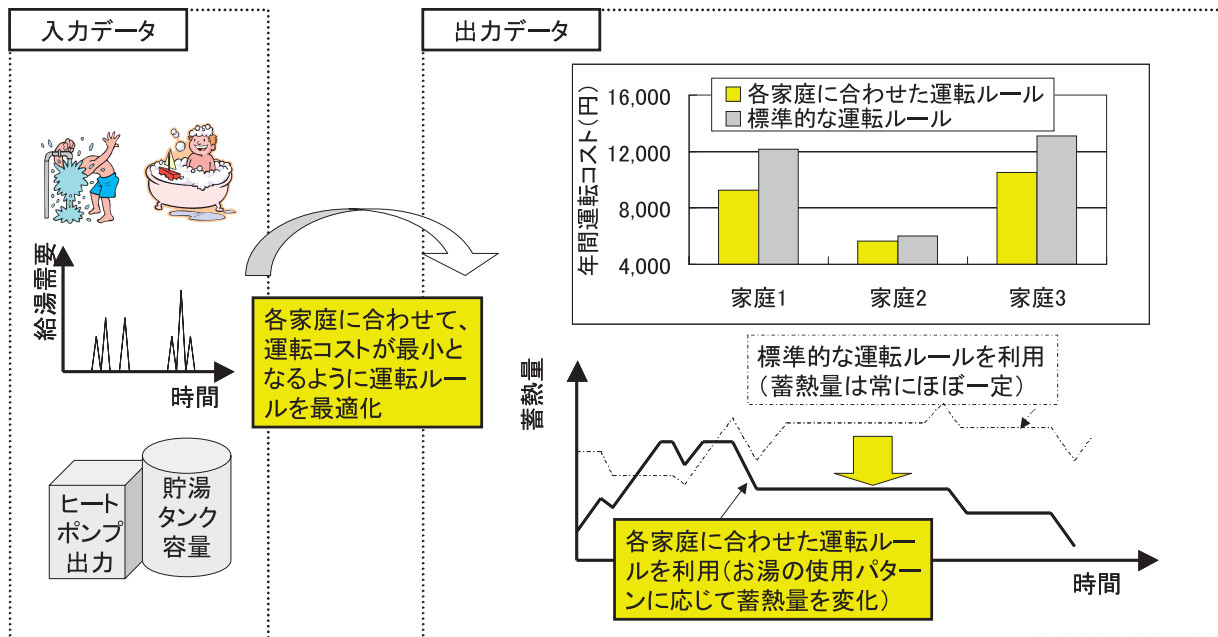 入力データ
給湯需要
時間
ヒート
ポンプ
出力
貯湯
タンク
容量
各家庭に合わせて、
運転コストが最小と
なるように運転ルー
ルを最適化
出力データ
年間運転コスト(円)
16,000
12,000
8,000
4,000
各家庭に合わせた運転ルール
標準的な運転ルール
家庭1
家庭2
家庭3
蓄熱量
標準的な運転ルールを利用
(蓄熱量は常にほぼ一定)
各家庭に合わせた運転ルー
ルを利用(お湯の使用パター
ンに応じて蓄熱量を変化)
時間